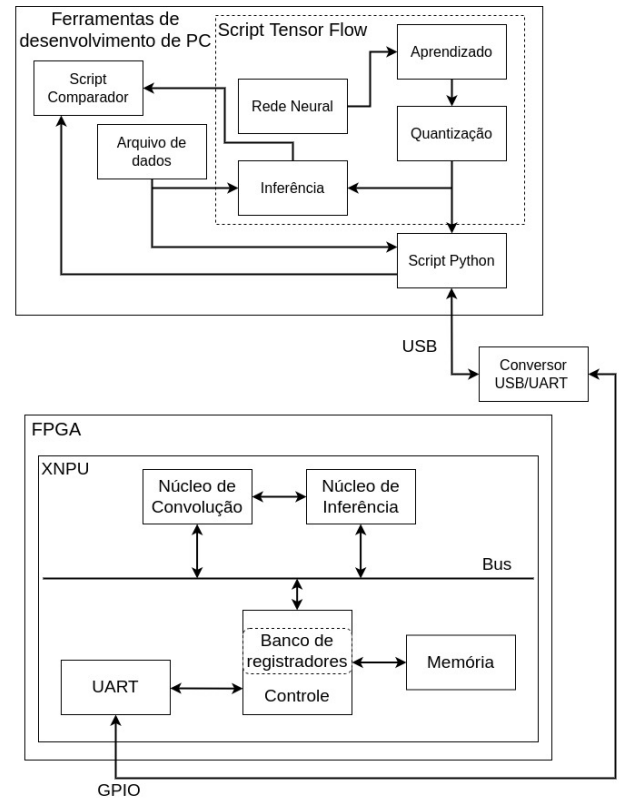 Ferramentas de
desenvolvimento de PC
Script Tensor Flow
Script
Comparador
Rede Neural
Aprendizado
Arquivo de
dados
Quantização
Inferência
Script Python
USB
Conversor
USB/UART
FPGA
XNPU
Núcleo de
Convolução
Núcleo de
Inferência
Bus
Banco de
registradores
Controle
Memória
UART
GPIO